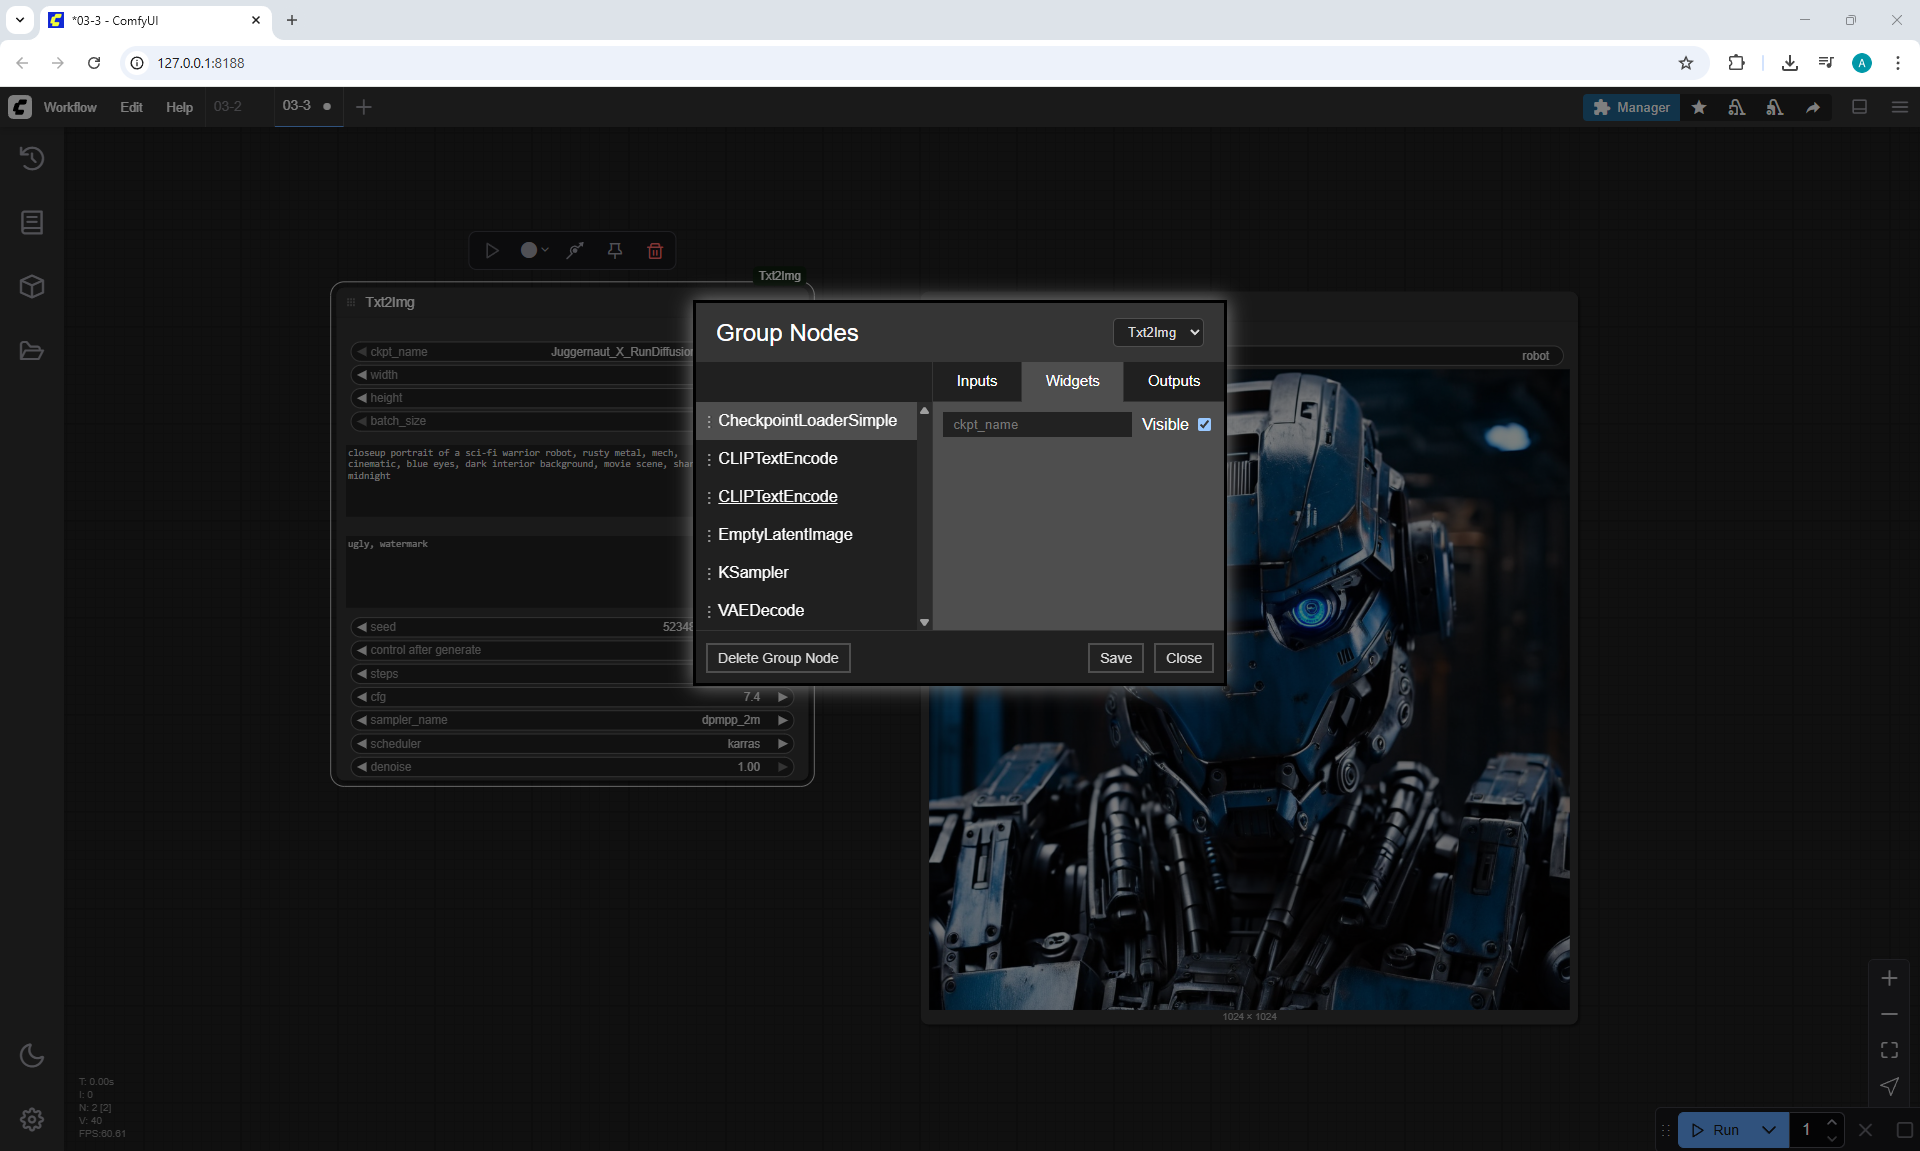 *03-3 - ComfyUI
127.0.0.1:8188
A
Workflow
Edit
Help
03-2
03-3
Manager
Txt2Img
Txt2Img
ckpt_name
Juggernaut_X_RunDiffusion
width
height
batch_size
closeup portrait of a sci-fi warrior robot, rusty metal, mech,
cinematic, blue eyes, dark interior background, movie scene, shar
midnight
ugly, watermark
seed
52348
control after generate
steps
cfg
7.4
sampler_name
dpmpp_2m
scheduler
karras
denoise
1.00
Group Nodes
Txt2Img
Inputs
Widgets
Outputs
CheckpointLoaderSimple
CLIPTextEncode
CLIPTextEncode
EmptyLatentImage
KSampler
VAEDecode
ckpt_name
Visible
Delete Group Node
Save
Close
robot
1024 × 1024
T: 0.00s
I: 0
N: 2 [2]
V: 40
FPS:60.61
Run
1